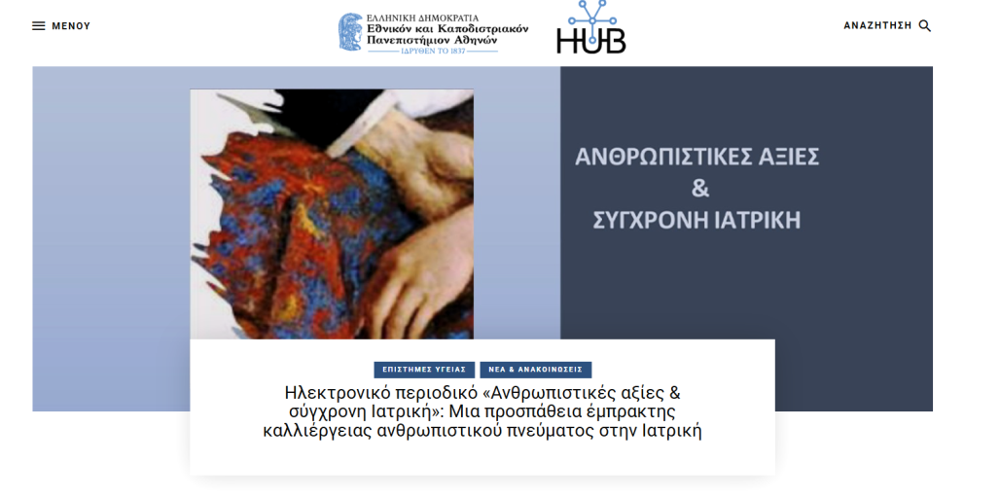 ΜΕΝΟΥ
ΕΛΛΗΝΙΚΗ ΔΗΜΟΚΡΑΤΙΑ
Εθνικόν και Καποδιστριακόν
Πανεπιστήμιον Αθηνών
ΙΔΡΥΘΕΝ ΤΟ 1837
HUB
ΑΝΑΖΗΤΗΣΗ
ΑΝΘΡΩΠΙΣΤΙΚΕΣ ΑΞΙΕΣ
&
ΣΥΓΧΡΟΝΗ ΙΑΤΡΙΚΗ
ΕΠΙΣΤΗΜΕΣ ΥΓΕΙΑΣ ΝΕΑ & ΑΝΑΚΟΙΝΩΣΕΙΣ
Ηλεκτρονικό περιοδικό «Ανθρωπιστικές αξίες &
σύγχρονη Ιατρική»: Μια προσπάθεια έμπρακτης
καλλιέργειας ανθρωπιστικού πνεύματος στην Ιατρική